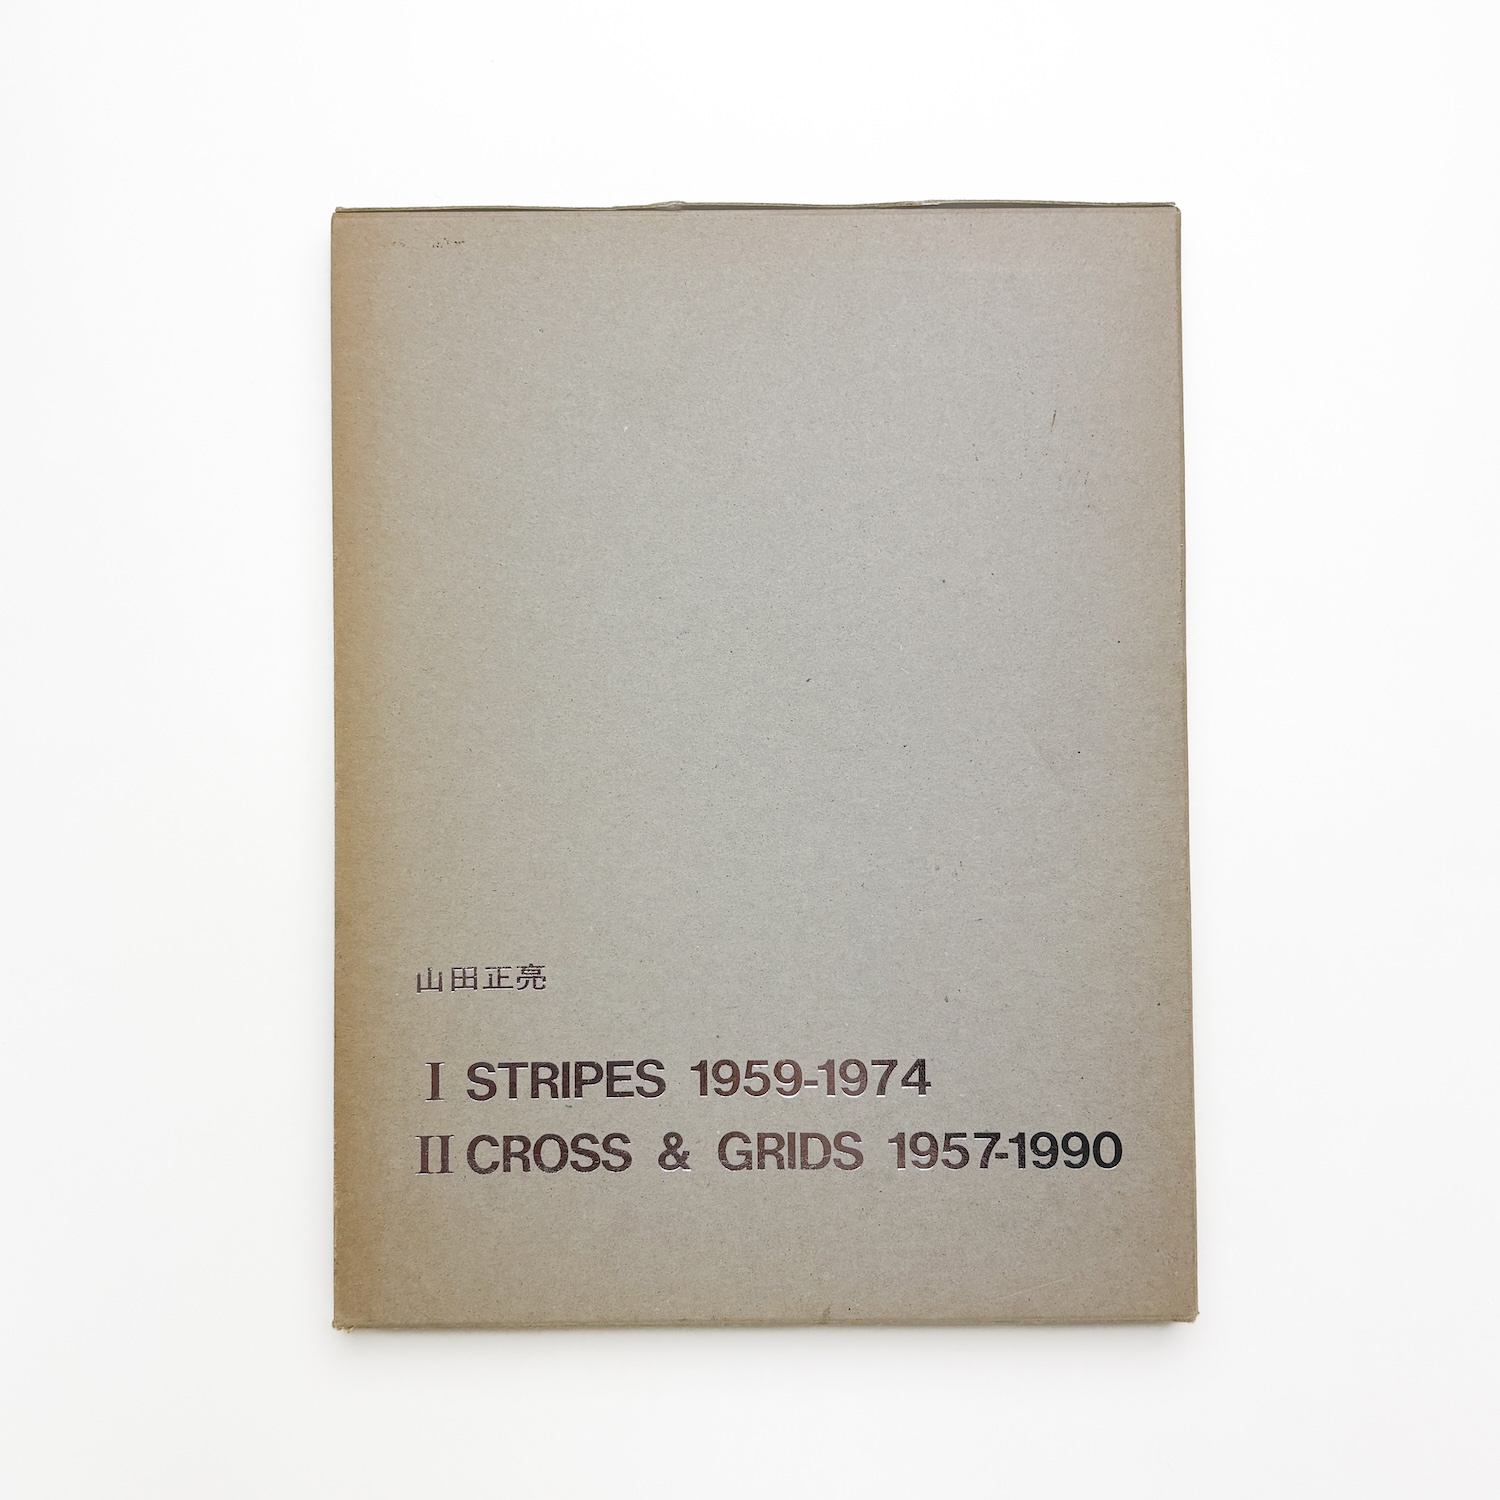 山田正亮
I STRIPES 1959-1974
II CROSS & GRIDS 1957-1990